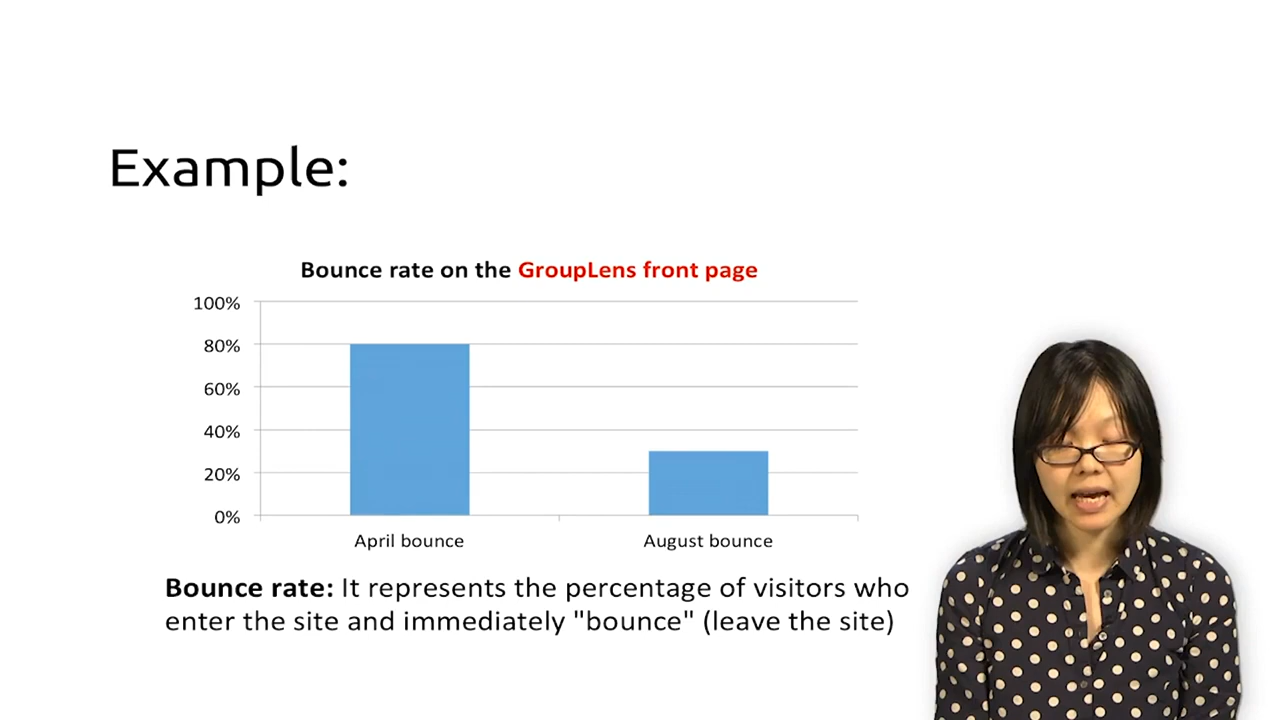 Example:
Bounce rate on the GroupLens front page
100%
80%
60%
40%
20%
0%
April bounce
August bounce
Bounce rate: It represents the percentage of visitors who
enter the site and immediately "bounce" (leave the site)